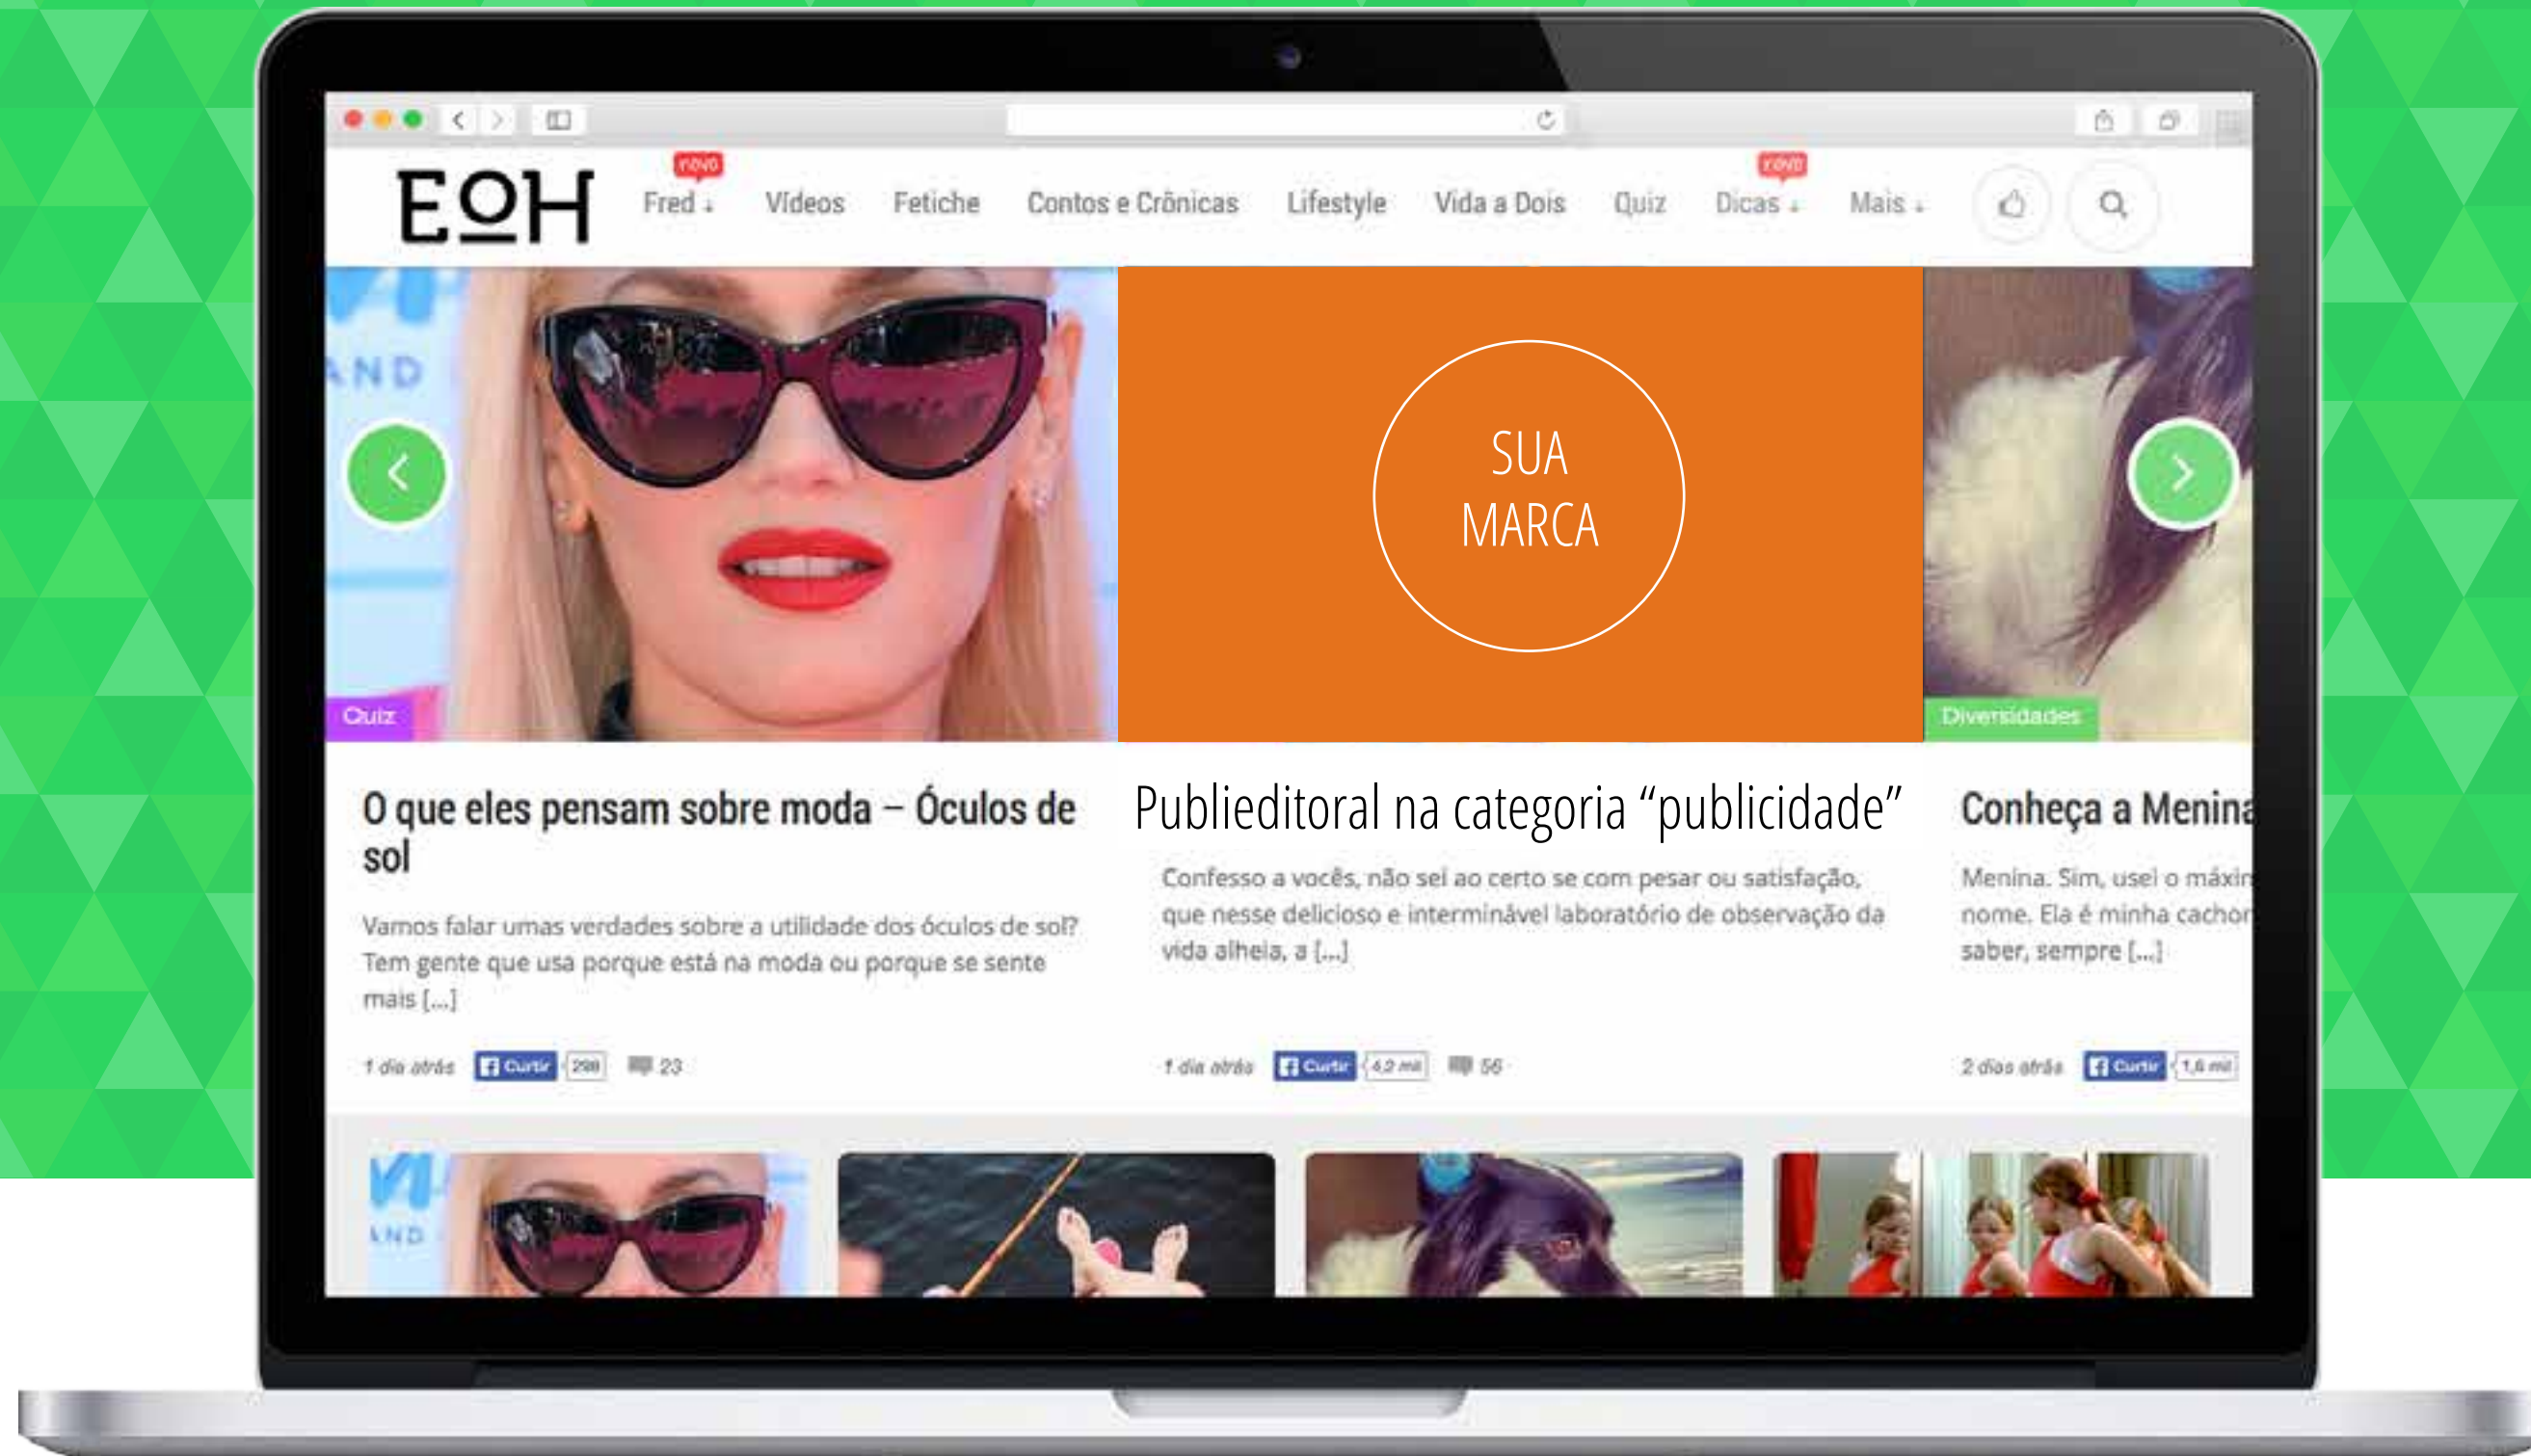 EOH
novo
Fred ↓
Vídeos
Fetiche
Contos e Crônicas
Lifestyle
Vida a Dois
Quiz
novo
Dicas ↓
Mais ↓
AND
SUA
MARCA
Quiz
Diversidades
O que eles pensam sobre moda – Óculos de
sol
Vamos falar umas verdades sobre a utilidade dos óculos de sol?
Tem gente que usa porque está na moda ou porque se sente
mais [...]
1 dia atrás
Curtir
298
23
Publieditoral na categoria “publicidade”
Confesso a vocês, não sei ao certo se com pesar ou satisfação,
que nesse delicioso e interminável laboratório de observação da
vida alheia, a [...]
1 dia atrás
Curtir
4,2 mil
56
Conheça a Menina
Menina. Sim, usei o máxim
nome. Ela é minha cachor
saber, sempre [...]
2 dias atrás
Curtir
1,6 mil
AND